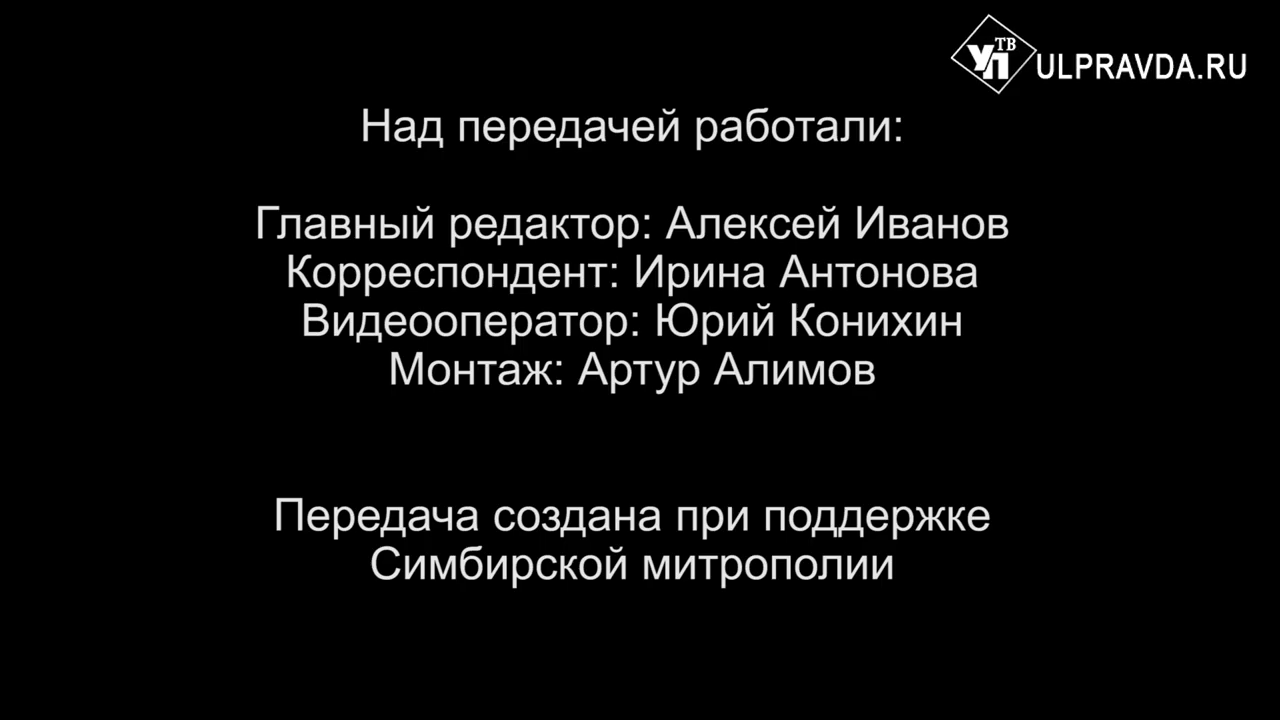 УП ТВ ULPRAVDA.RU
Над передачей работали:
Главный редактор: Алексей Иванов
Корреспондент: Ирина Антонова
Видеооператор: Юрий Конихин
Монтаж: Артур Алимов
Передача создана при поддержке
Симбирской митрополии